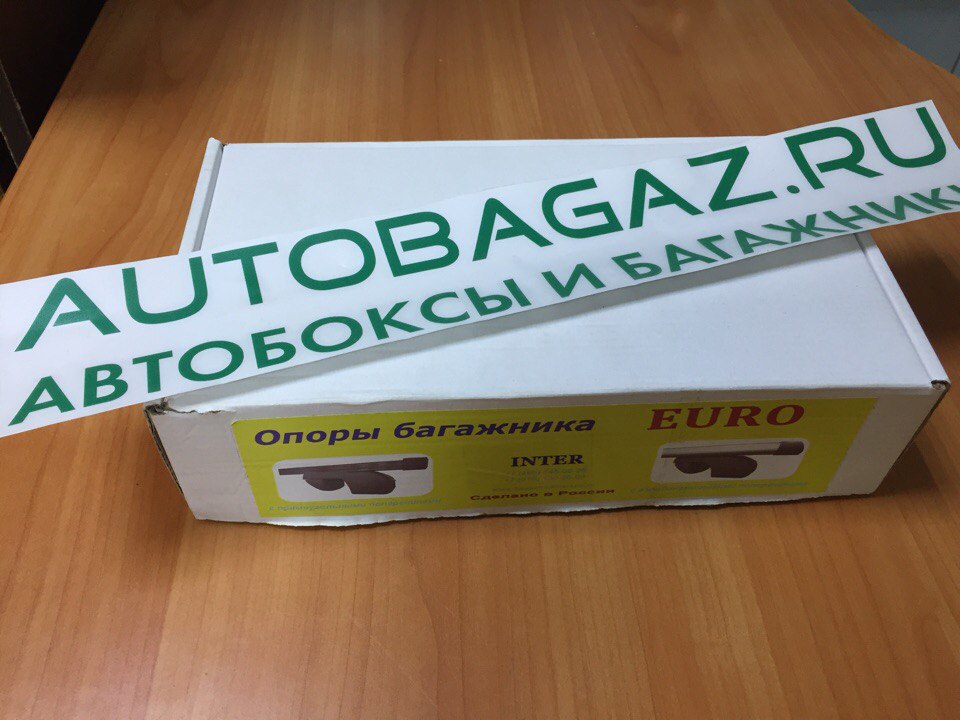 AUTOBAGAZ.RU
АВТОБОКСЫ И БАГАЖНИКИ
Опоры багажника
EURO
INTER
Сделано в России